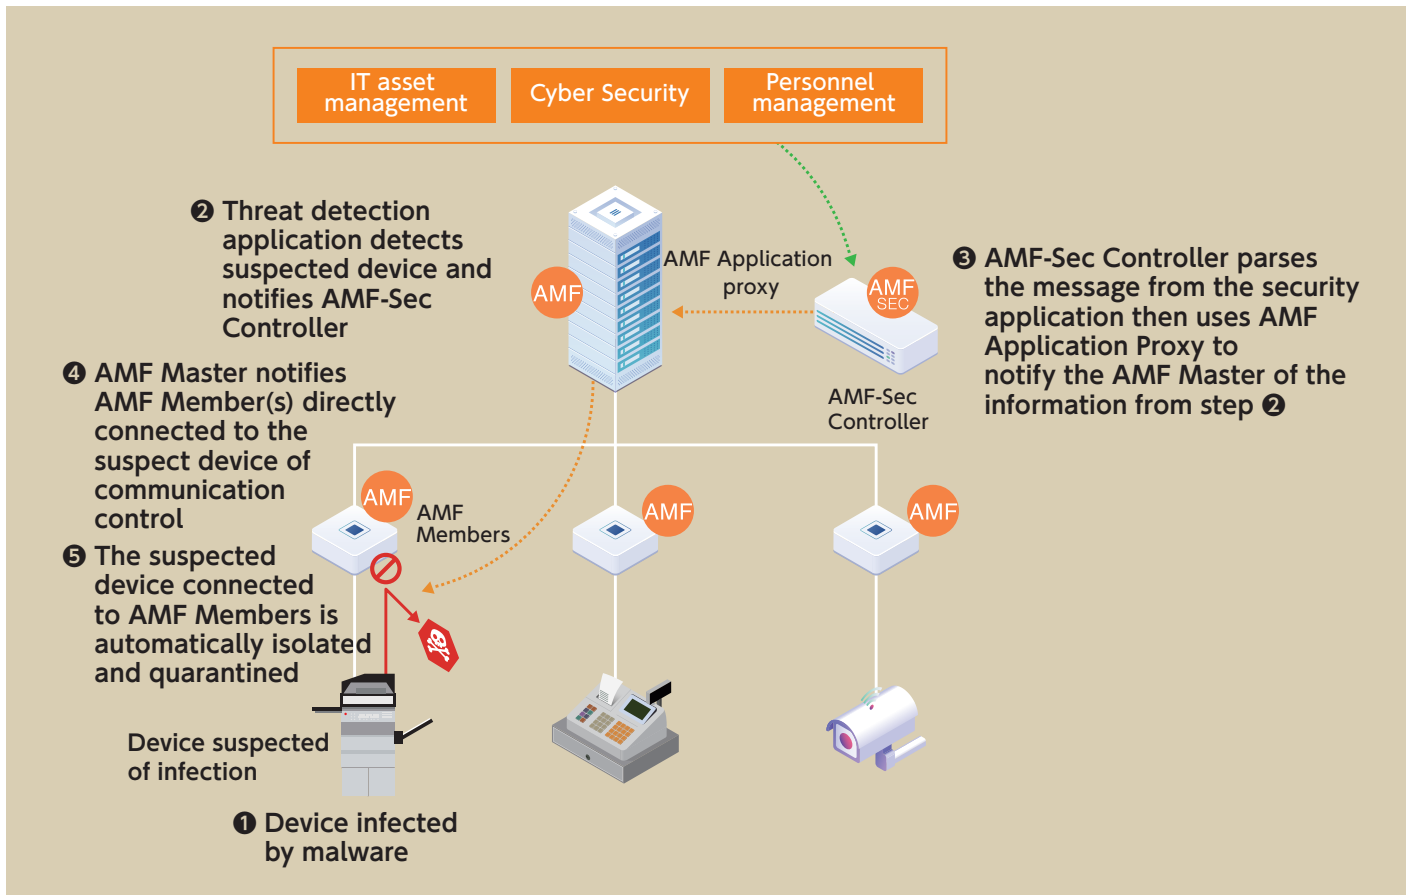 IT asset
management
Cyber Security
Personnel
management
❷ Threat detection
application detects
suspected device and
notifies AMF-Sec
Controller
AMF
AMF Application
proxy
AMF
SEC
AMF-Sec
Controller
❸ AMF-Sec Controller parses
the message from the security
application then uses AMF
Application Proxy to
notify the AMF Master of the
information from step ❷
❹ AMF Master notifies
AMF Member(s) directly
connected to the
suspect device of
communication
control
AMF
AMF
Members
AMF
AMF
❺ The suspected
device connected
to AMF Members is
automatically isolated
and quarantined
Device suspected
of infection
❶ Device infected
by malware